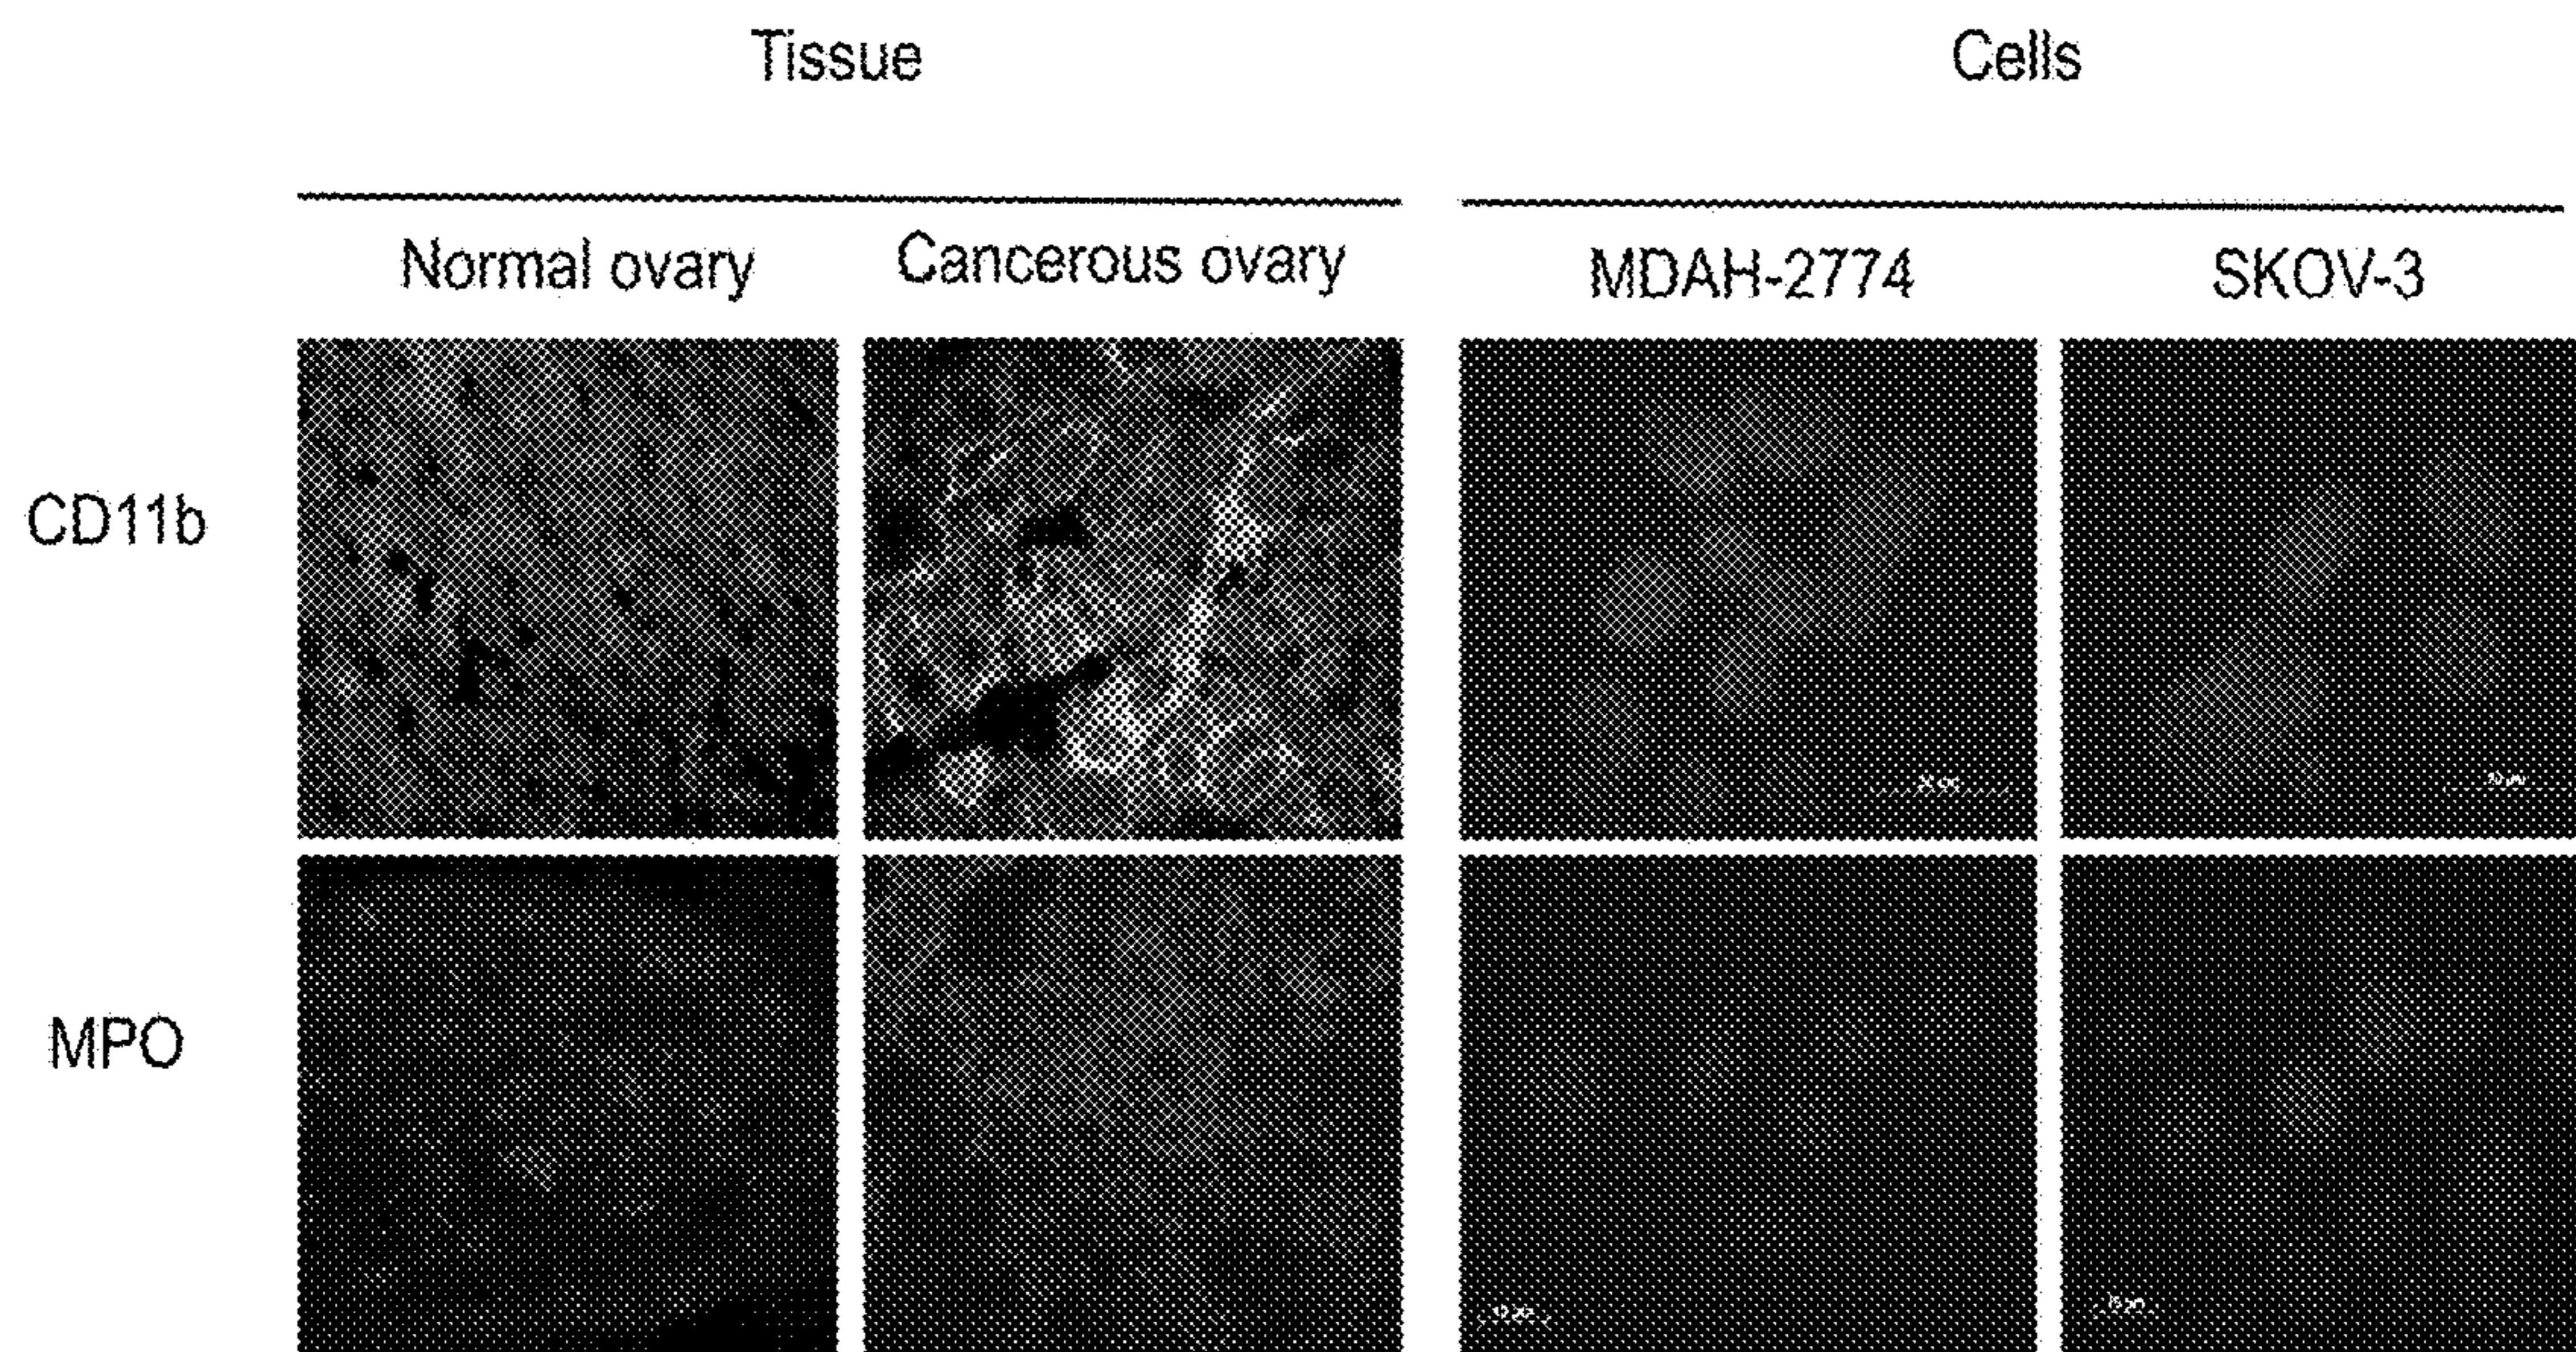 Tissue Cells
Normal ovary Cancerous ovary MDAH-2774 SKOV-3
CD11b
MPO